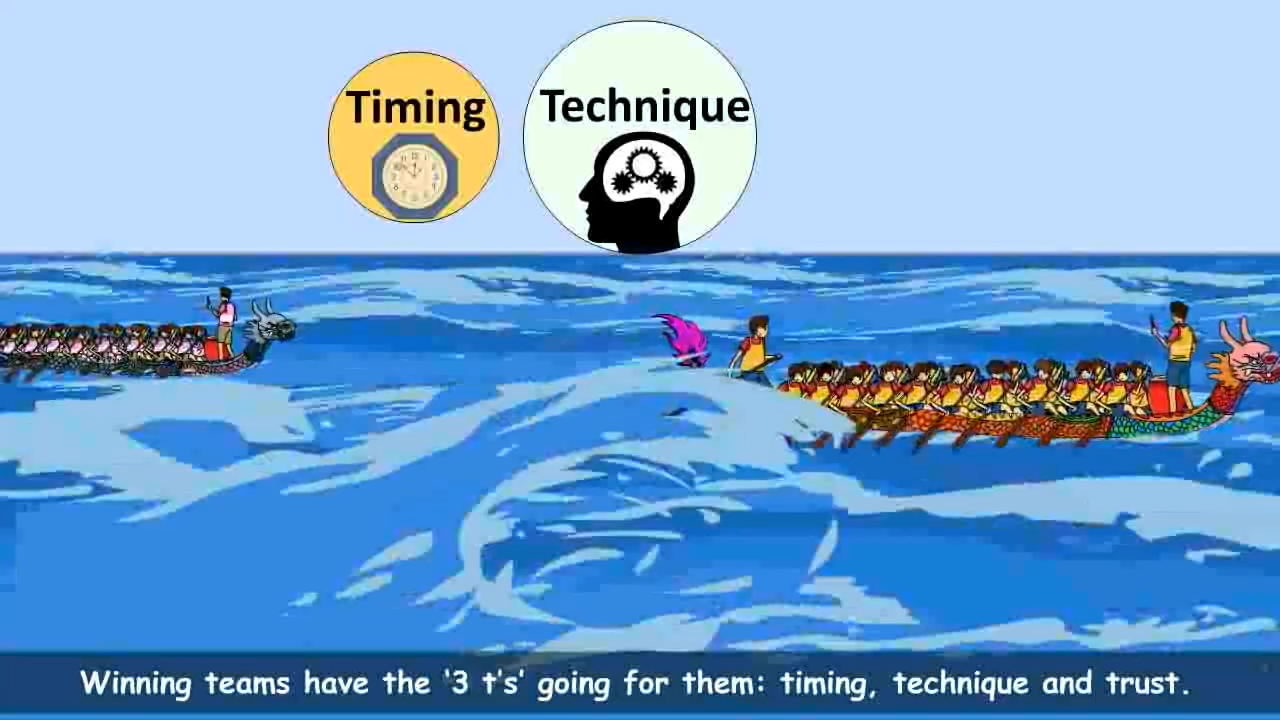 Timing
Technique
Winning teams have the '3 t's' going for them: timing, technique and trust.